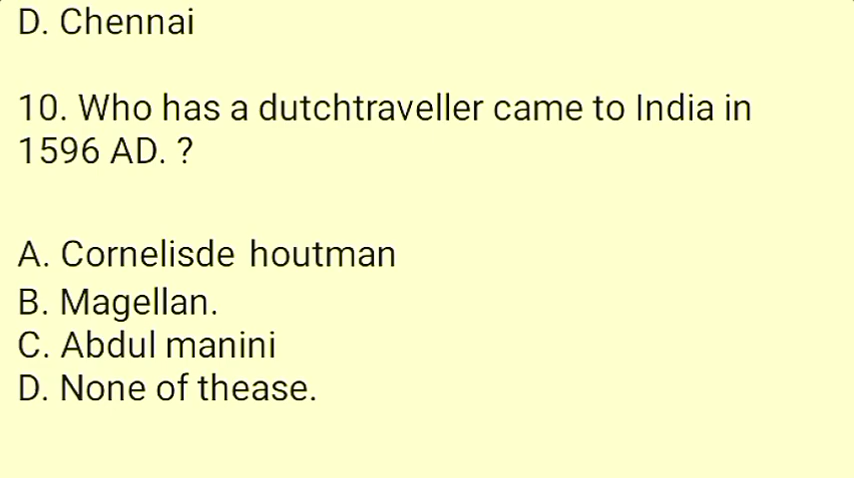 D. Chennai
10. Who has a dutchtraveller came to India in
1596 AD. ?
A. Cornelisde houtman
B. Magellan.
C. Abdul manini
D. None of thease.